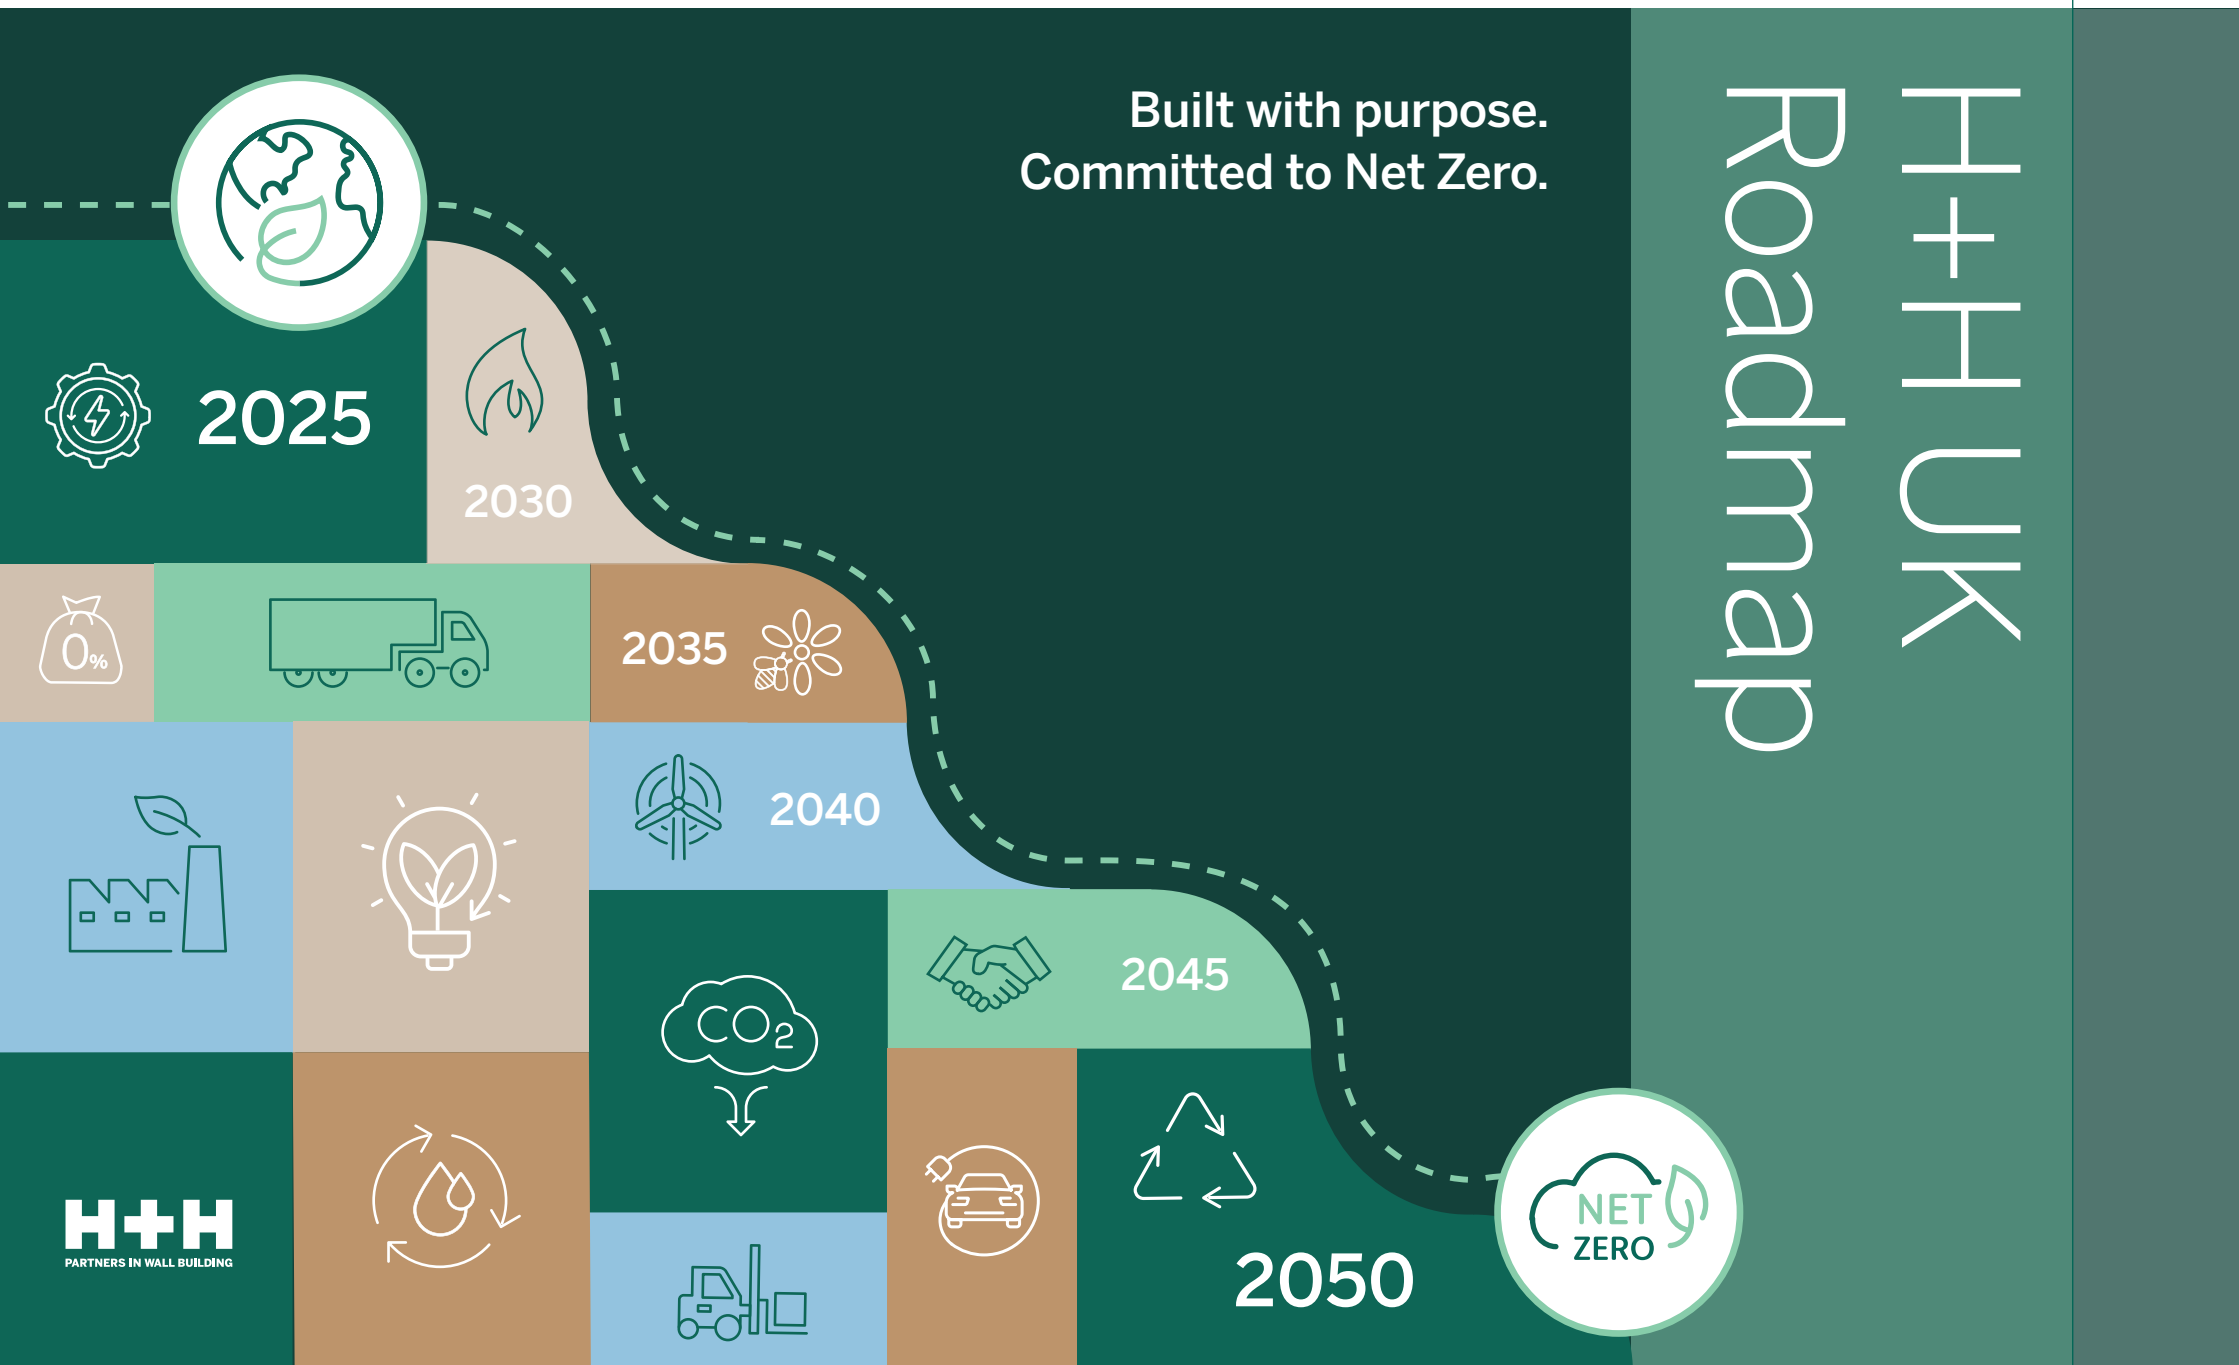 Built with purpose.
Committed to Net Zero.
H+H UK
Roadmap
2025
2030
0%
2035
2040
CO2
2045
H+H
PARTNERS IN WALL BUILDING
2050
NET
ZERO